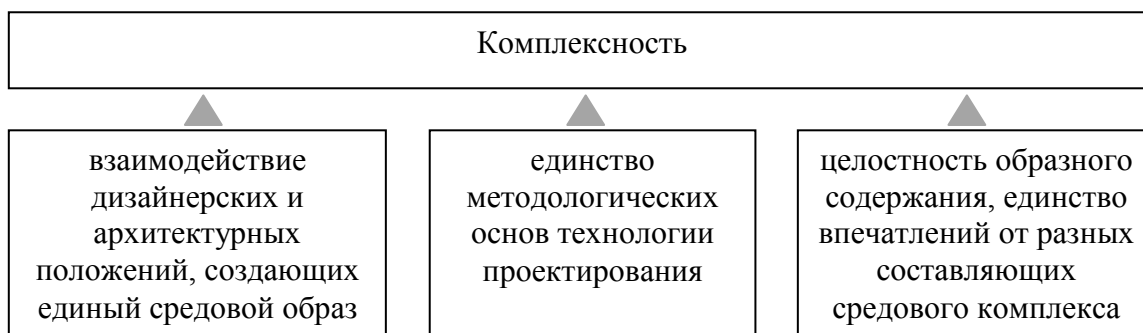 Комплексность
взаимодействие
дизайнерских и
архитектурных
положений, создающих
единый средовой образ
единство
методологических
основ технологии
проектирования
целостность образного
содержания, единство
впечатлений от разных
составляющих
средового комплекса